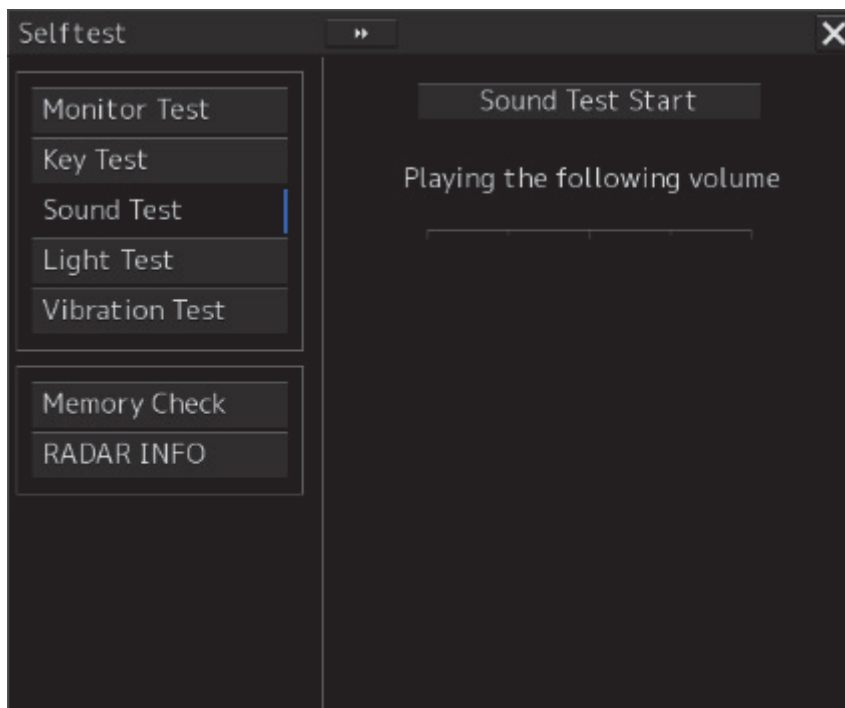 Selftest
Monitor Test
Key Test
Sound Test
Light Test
Vibration Test
Memory Check
RADAR INFO
Sound Test Start
Playing the following volume